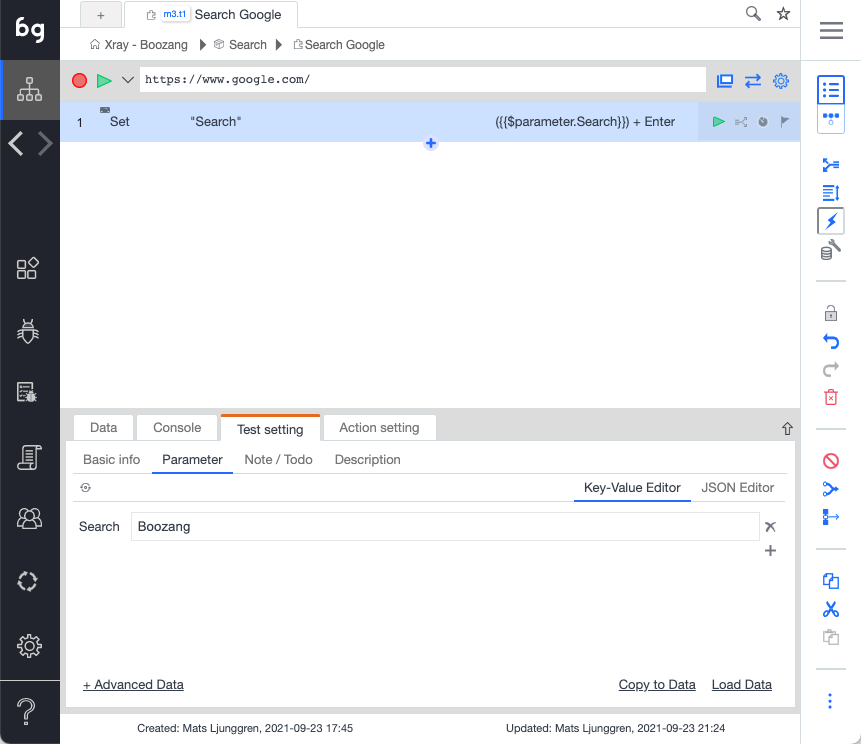 bg
+
m3.t1 Search Google
Xray - Boozang Search Search Google
https://www.google.com/
1 Set "Search" ({{$parameter.Search}}) + Enter
+
Data Console Test setting Action setting
Basic info Parameter Note / Todo Description
Key-Value Editor JSON Editor
Search Boozang
+
+ Advanced Data Copy to Data Load Data
?
Created: Mats Ljunggren, 2021-09-23 17:45 Updated: Mats Ljunggren, 2021-09-23 21:24